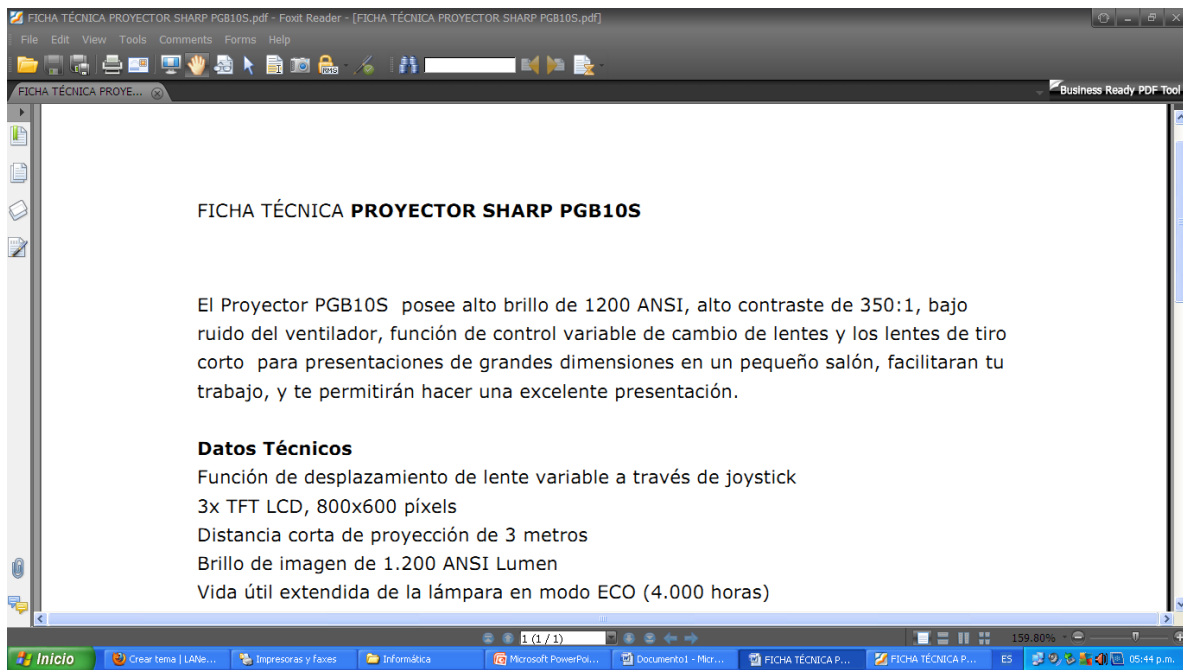 FICHA TÉCNICA PROYECTOR SHARP PGB10S.pdf - Foxit Reader - [FICHA TÉCNICA PROYECTOR SHARP PGB10S.pdf]
File Edit View Tools Comments Forms Help
RMS
FICHA TÉCNICA PROYE...
Business Ready PDF Tool
FICHA TÉCNICA PROYECTOR SHARP PGB10S
El Proyector PGB10S posee alto brillo de 1200 ANSI, alto contraste de 350:1, bajo
ruido del ventilador, función de control variable de cambio de lentes y los lentes de tiro
corto para presentaciones de grandes dimensiones en un pequeño salón, facilitaran tu
trabajo, y te permitirán hacer una excelente presentación.
Datos Técnicos
Función de desplazamiento de lente variable a través de joystick
3x TFT LCD, 800x600 píxels
Distancia corta de proyección de 3 metros
Brillo de imagen de 1.200 ANSI Lumen
Vida útil extendida de la lámpara en modo ECO (4.000 horas)
1 (1 / 1)
159.80%
Inicio
Crear tema | LANe...
Impresoras y faxes
Informática
Microsoft PowerPoi...
Documento1 - Micr...
FICHA TÉCNICA P...
FICHA TÉCNICA P...
ES
05:44 p.m.